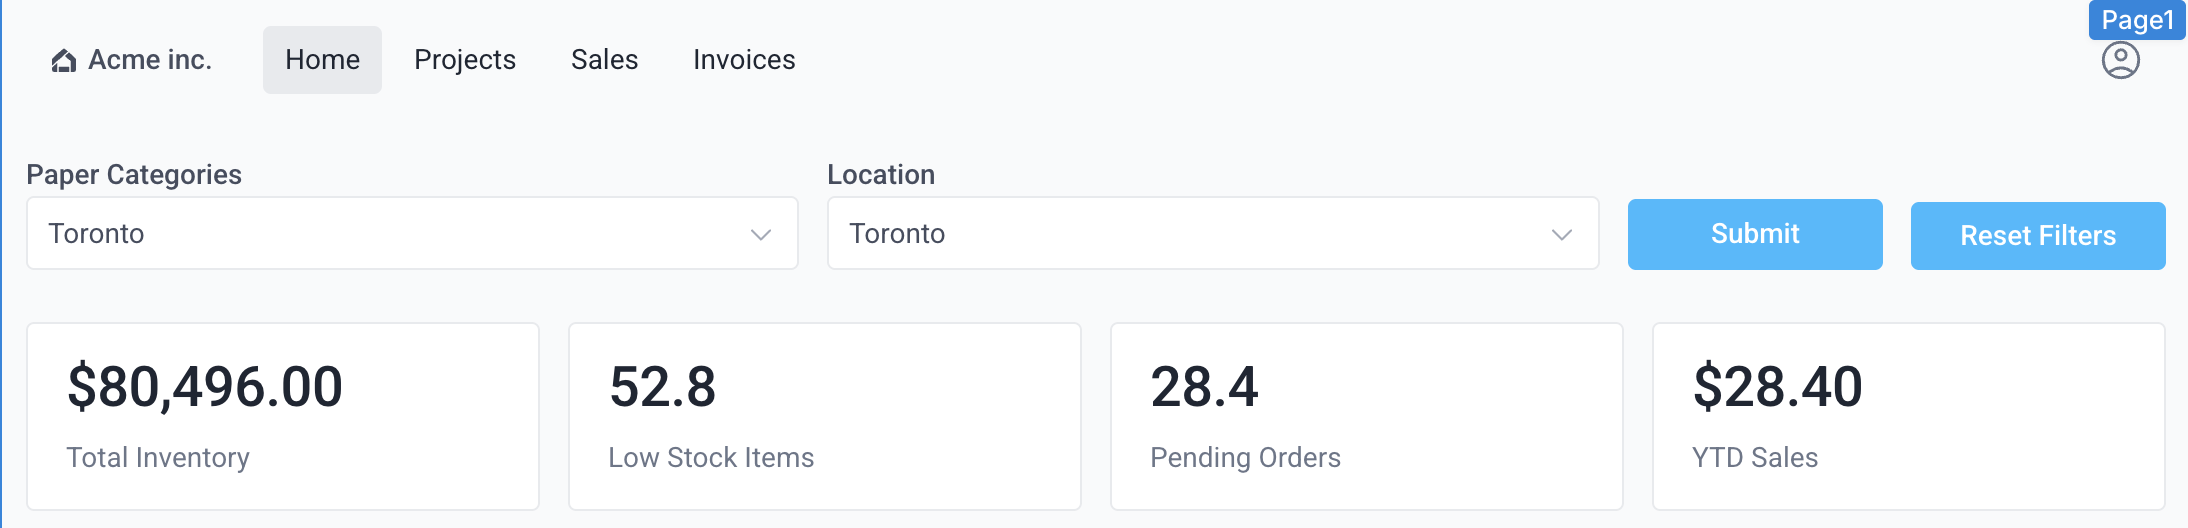 Page1
Acme inc. Home Projects Sales Invoices
Paper Categories Location
Toronto Toronto Submit Reset Filters
$80,496.00 52.8 28.4 $28.40
Total Inventory Low Stock Items Pending Orders YTD Sales